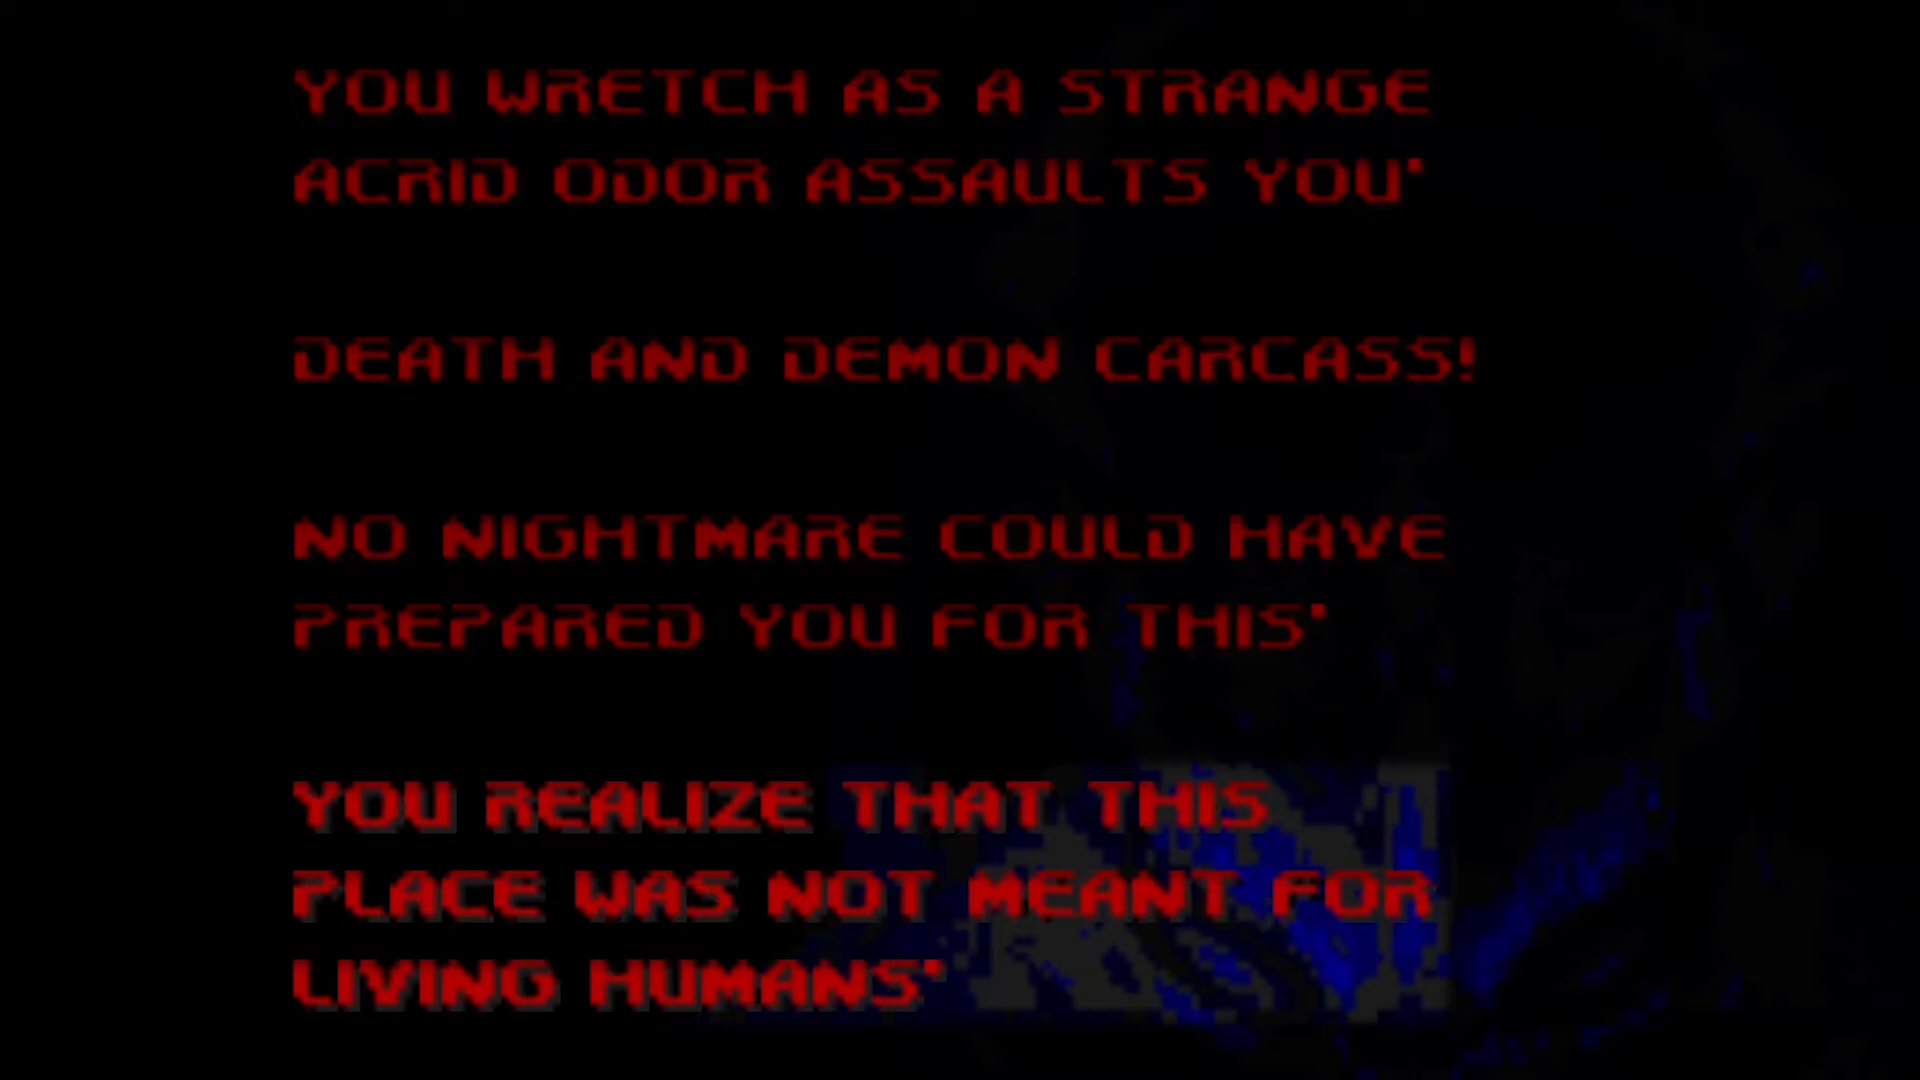 YOU WRETCH AS A STRANGE
ACRID ODOR ASSAULTS YOU'
DEATH AND DEMON CARCASS!
NO NIGHTMARE COULD HAVE
PREPARED YOU FOR THIS'
YOU REALIZE THAT THIS
PLACE WAS NOT MEANT FOR
LIVING HUMANS'